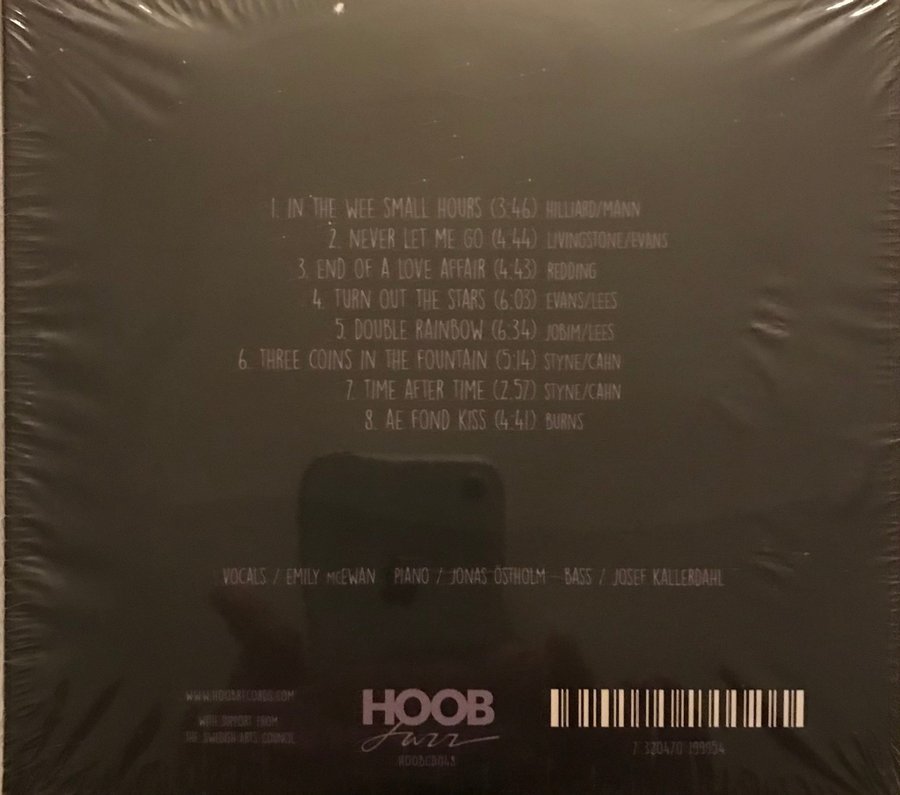 1. IN THE WEE SMALL HOURS (3.46) HILLIARD/MANN
2. NEVER LET ME GO (4.44) LIVINGSTONE/EVANS
3. END OF A LOVE AFFAIR (4.43) REDDING
4. TURN OUT THE STARS (6.03) EVANS/LEES
5. DOUBLE RAINBOW (6.34) JOBIM/LEES
6. THREE COINS IN THE FOUNTAIN (5.14) STYNE/CAHN
7. TIME AFTER TIME (2.57) STYNE/CAHN
8. AE FOND KISS (4.41) BURNS
VOCALS / EMILY McEWAN PIANO / JONAS ÖSTHOLM BASS / JOSEF KALLERDAHL
WWW.HOOBRECORDS.COM
WITH SUPPORT FROM
THE SWEDISH ARTS COUNCIL
HOOB
Jazz
HOOBCD048
7 320470 199954